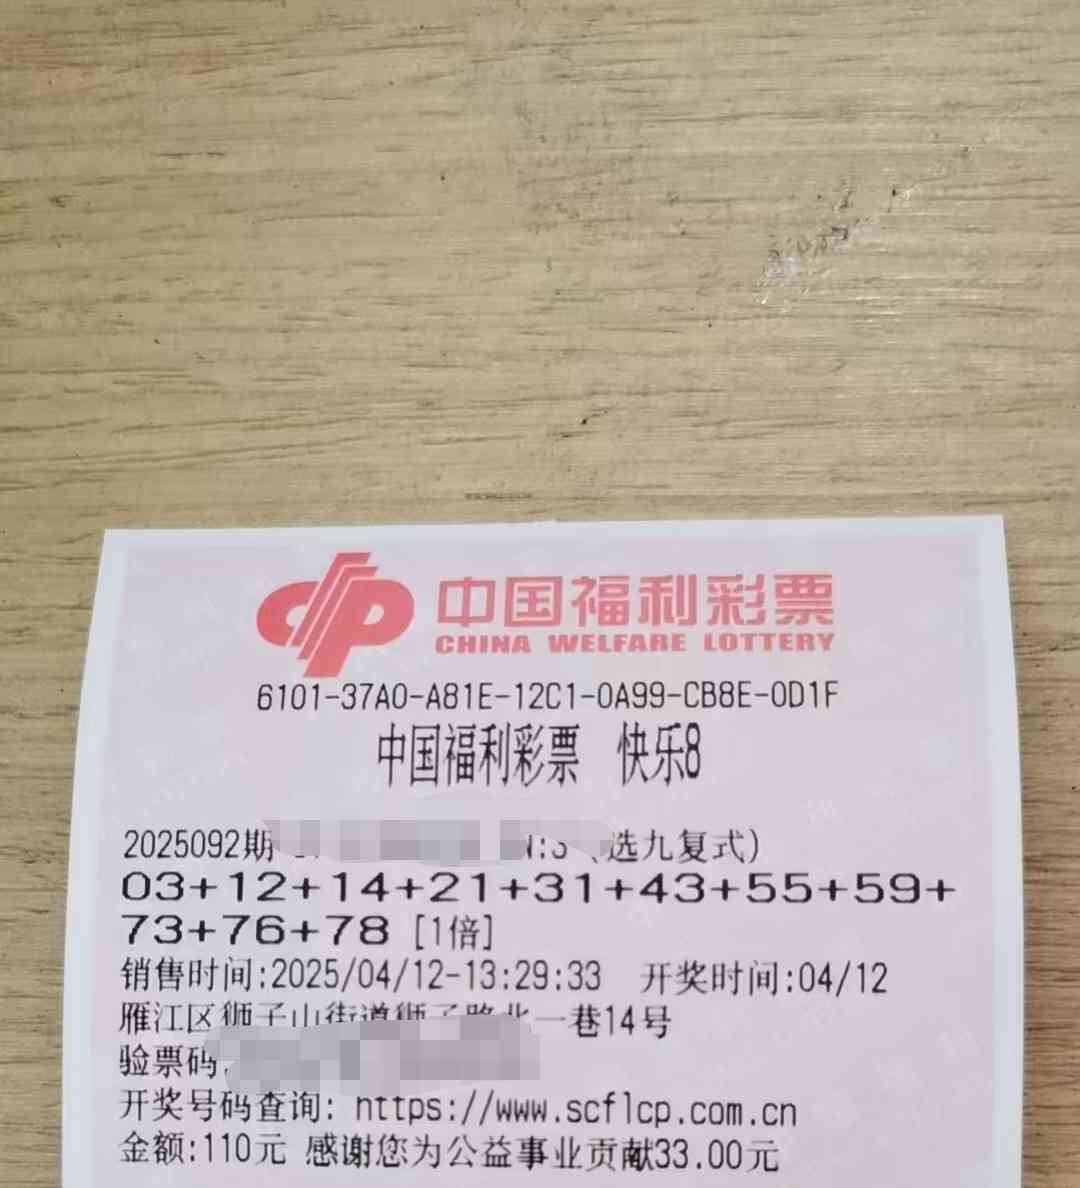 中国福利彩票
CHINA WELFARE LOTTERY
6101-37A0-A81E-12C1-0A99-CB8E-0D1F
中国福利彩票 快乐8
2025092期 N:3 (选九复式)
03+12+14+21+31+43+55+59+
73+76+78 [1倍]
销售时间:2025/04/12-13:29:33 开奖时间:04/12
雁江区狮子山街道狮子路北一巷14号
验票码
开奖号码查询: https://www.scflcp.com.cn
金额:110元 感谢您为公益事业贡献33.00元